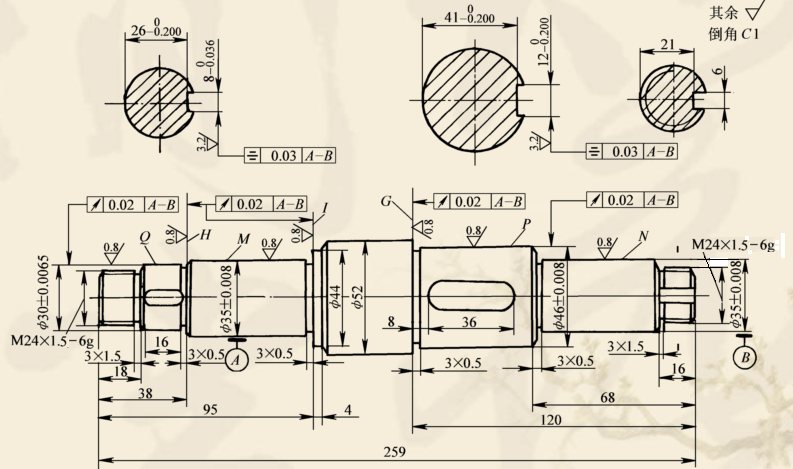 其余
倒角 C1
26 0 -0.200
8 0 -0.036
3.2
0.03 A-B
41 0 -0.200
12 0 -0.200
3.2
0.03 A-B
21
6
0.02 A-B
0.02 A-B
I
G
0.02 A-B
0.02 A-B
Q
0.8
H
M
0.8
0.8
0.8
P
0.8
N
M24×1.5-6g
0.8
ϕ30±0.0065
M24×1.5-6g
ϕ35±0.008
ϕ44
ϕ52
8
36
ϕ46±0.008
ϕ35±0.008
16
3×1.5
3×0.5
A
3×0.5
3×0.5
3×0.5
3×1.5
B
18
16
38
68
95
4
120
259